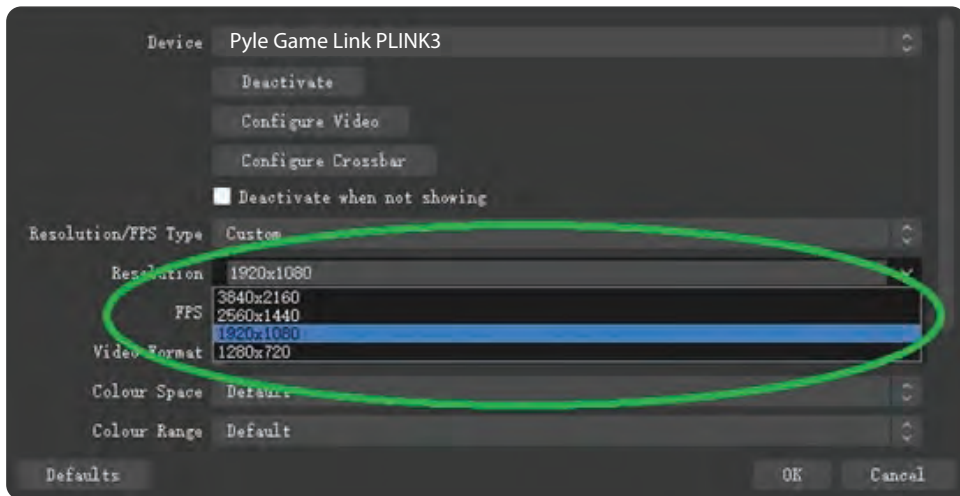 Device Pyle Game Link PLINK3
Deactivate
Configure Video
Configure Crossbar
Deactivate when not showing
Resolution/FPS Type Custom
Resolution 1920x1080
FPS
3840x2160
2560x1440
1920x1080
1280x720
Video Format
Colour Space Default
Colour Range Default
Defaults OK Cancel